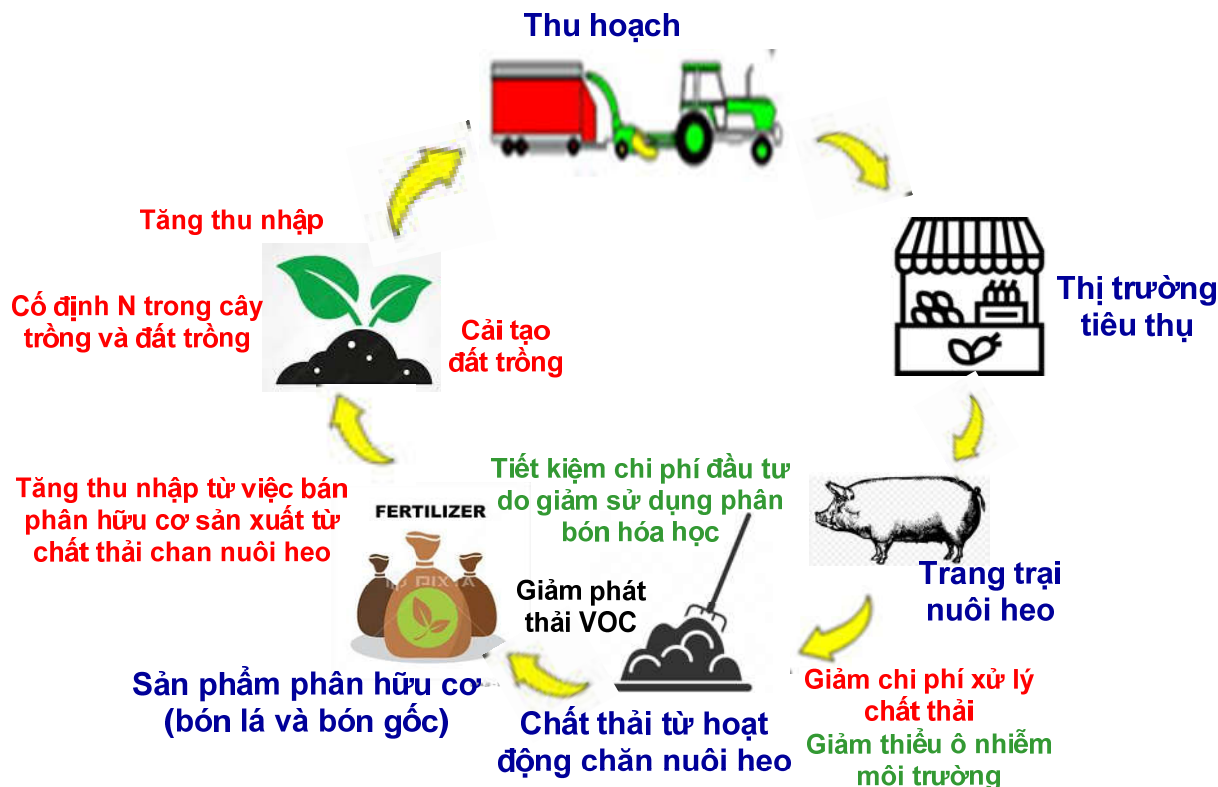 Thu hoạch
Tăng thu nhập
Cố định N trong cây
trồng và đất trồng
Cải tạo
đất trồng
Thị trường
tiêu thụ
Tiết kiệm chi phí đầu tư
do giảm sử dụng phân
bón hóa học
Tăng thu nhập từ việc bán
phân hữu cơ sản xuất từ
chất thải chan nuôi heo
FERTILIZER
Giảm phát
thải VOC
Trang trại
nuôi heo
Sản phẩm phân hữu cơ
(bón lá và bón gốc)
Chất thải từ hoạt
động chăn nuôi heo
Giảm chi phí xử lý
chất thải
Giảm thiểu ô nhiễm
môi trường